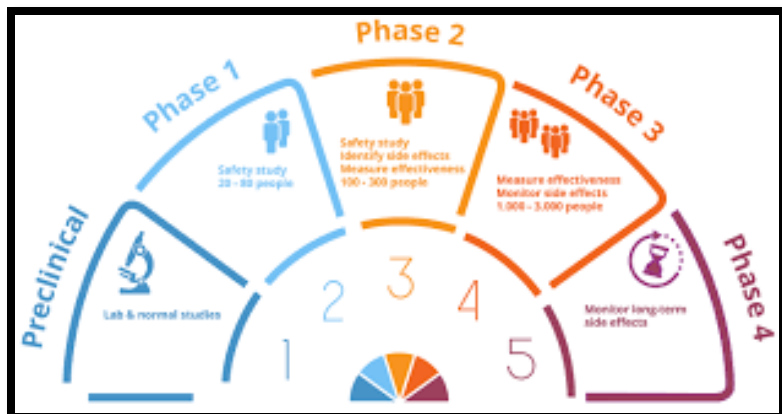 Preclinical
Lab & normal studies
1
Phase 1
Safety study
20 - 80 people
2
Phase 2
Safety study
Identify side effects
Measure effectiveness
100 - 300 people
3
Phase 3
Measure effectiveness
Monitor side effects
1.000 - 3.000 people
4
Phase 4
Monitor long-term
side effects
5